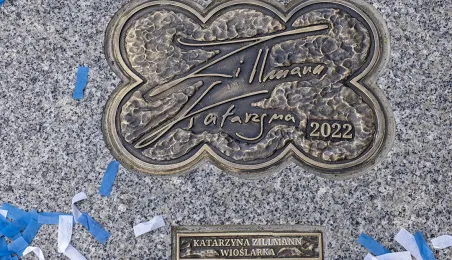 Zillmann
Katarzyna
2022
KATARZYNA ZILLMANN
WIOŚLARKA